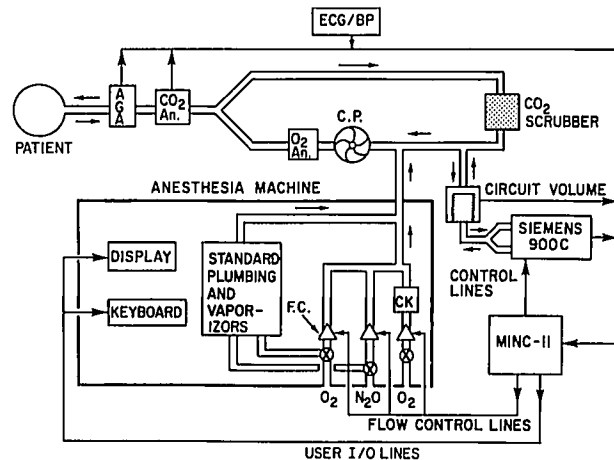 ECG/BP
A
G
A
CO2
An.
PATIENT
O2
An.
C.P.
CO2
SCRUBBER
ANESTHESIA MACHINE
CIRCUIT VOLUME
DISPLAY
KEYBOARD
STANDARD
PLUMBING
AND
VAPOR-
IZORS
F.C.
CK
SIEMENS
900C
CONTROL
LINES
MINC-11
O2
N2O
O2
FLOW CONTROL LINES
USER I/O LINES